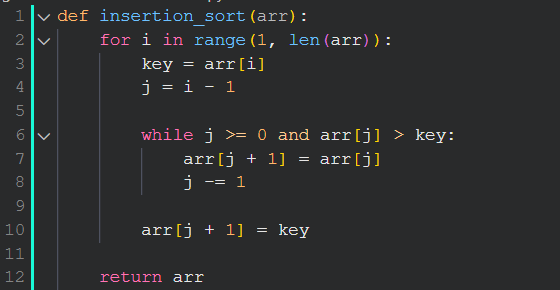 1 def insertion_sort(arr):
2     for i in range(1, len(arr)):
3         key = arr[i]
4         j = i - 1
5
6         while j >= 0 and arr[j] > key:
7             arr[j + 1] = arr[j]
8             j -= 1
9
10         arr[j + 1] = key
11
12     return arr